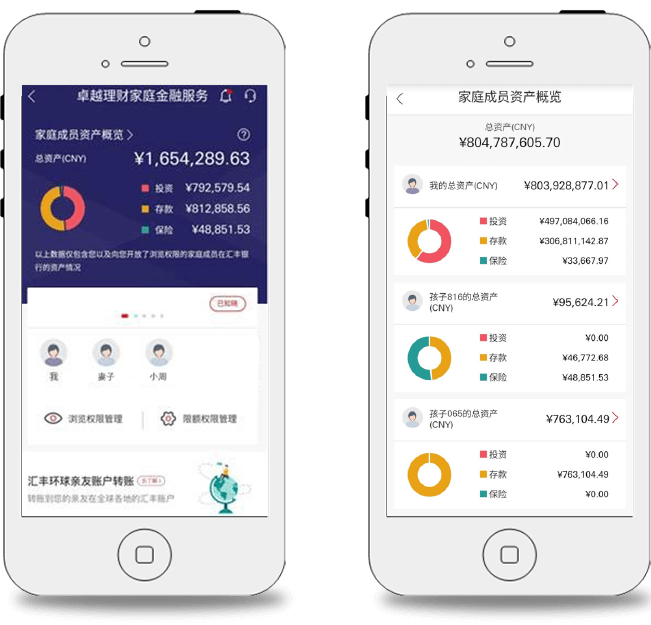 卓越理财家庭金融服务
家庭成员资产概览
总资产(CNY) ¥1,654,289.63
投资 ¥792,579.54
存款 ¥812,858.56
保险 ¥48,851.53
以上数据仅包含您以及向您开放了浏览权限的家庭成员在汇丰银
行的资产情况
已知晓
我 妻子 小周
浏览权限管理 限额权限管理
汇丰环球亲友账户转账 去了解
转账到您的亲友在全球各地的汇丰账户
家庭成员资产概览
总资产(CNY)
¥804,787,605.70
我的总资产(CNY) ¥803,928,877.01
投资 ¥497,084,066.16
存款 ¥306,811,142.87
保险 ¥33,667.97
孩子816的总资产
(CNY) ¥95,624.21
投资 ¥0.00
存款 ¥46,772.68
保险 ¥48,851.53
孩子065的总资产
(CNY) ¥763,104.49
投资 ¥0.00
存款 ¥763,104.49
保险 ¥0.00